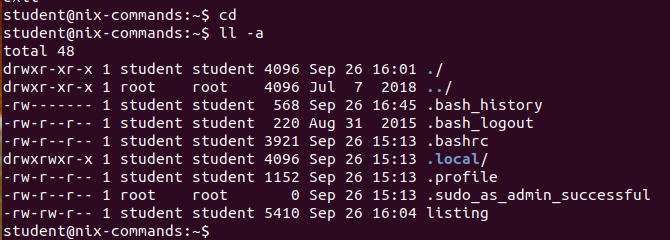 student@nix-commands:~$ cd
student@nix-commands:~$ ll -a
total 48
drwxr-xr-x 1 student student 4096 Sep 26 16:01 ./
drwxr-xr-x 1 root    root    4096 Jul  7  2018 ../
-rw------- 1 student student  568 Sep 26 16:45 .bash_history
-rw-r--r-- 1 student student  220 Aug 31  2015 .bash_logout
-rw-r--r-- 1 student student 3921 Sep 26 15:13 .bashrc
drwxrwxr-x 1 student student 4096 Sep 26 15:13 .local/
-rw-r--r-- 1 student student 1152 Sep 26 15:13 .profile
-rw-r--r-- 1 root    root       0 Sep 26 15:13 .sudo_as_admin_successful
-rw-rw-r-- 1 student student 5410 Sep 26 16:04 listing
student@nix-commands:~$